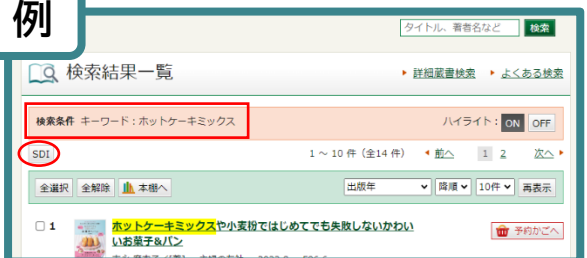 例
タイトル、著者名など 検索
検索結果一覧
詳細蔵書検索 よくある検索
検索条件 キーワード：ホットケーキミックス ハイライト： ON OFF
SDI 1 ～ 10 件（全14 件） 前へ 1 2 次へ
全選択 全解除 本棚へ 出版年 降順 10件 再表示
1 ホットケーキミックスや小麦粉ではじめてでも失敗しないかわい
いお菓子&パン
予約かごへ